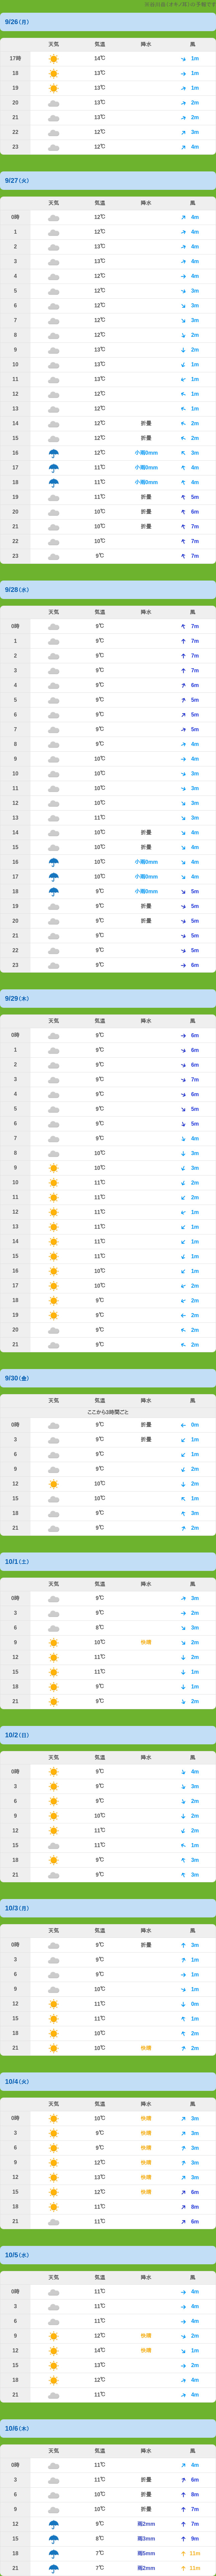 9/26（月）
天気 気温 降水 風
17時 14℃ 1m
18 13℃ 1m
19 13℃ 1m
20 13℃ 2m
21 13℃ 2m
22 12℃ 3m
23 12℃ 4m
9/27（火）
天気 気温 降水 風
0時 12℃ 4m
1 12℃ 4m
2 13℃ 4m
3 13℃ 4m
4 12℃ 4m
5 12℃ 3m
6 12℃ 3m
7 12℃ 3m
8 12℃ 2m
9 13℃ 2m
10 13℃ 1m
11 13℃ 1m
12 12℃ 1m
13 12℃ 1m
14 12℃ 折畳 2m
15 12℃ 折畳 2m
16 12℃ 小雨0mm 3m
17 11℃ 小雨0mm 4m
18 11℃ 小雨0mm 4m
19 11℃ 折畳 5m
20 10℃ 折畳 6m
21 10℃ 折畳 7m
22 10℃ 7m
23 9℃ 7m
9/28（水）
天気 気温 降水 風
0時 9℃ 7m
1 9℃ 7m
2 9℃ 7m
3 9℃ 7m
4 9℃ 6m
5 9℃ 5m
6 9℃ 5m
7 9℃ 5m
8 9℃ 4m
9 10℃ 4m
10 10℃ 3m
11 10℃ 3m
12 10℃ 3m
13 11℃ 3m
14 10℃ 折畳 4m
15 10℃ 折畳 4m
16 10℃ 小雨0mm 4m
17 10℃ 小雨0mm 4m
18 9℃ 小雨0mm 5m
19 9℃ 折畳 5m
20 9℃ 折畳 5m
21 9℃ 5m
22 9℃ 5m
23 9℃ 6m
9/29（木）
天気 気温 降水 風
0時 9℃ 6m
1 9℃ 6m
2 9℃ 6m
3 9℃ 7m
4 9℃ 6m
5 9℃ 5m
6 9℃ 5m
7 9℃ 4m
8 10℃ 3m
9 10℃ 3m
10 11℃ 2m
11 11℃ 2m
12 11℃ 1m
13 11℃ 1m
14 11℃ 1m
15 11℃ 1m
16 10℃ 1m
17 10℃ 2m
18 9℃ 2m
19 9℃ 2m
20 9℃ 2m
21 9℃ 2m
9/30（金）
天気 気温 降水 風
ここから3時間ごと
0時 9℃ 折畳 0m
3 9℃ 折畳 1m
6 9℃ 1m
9 9℃ 2m
12 10℃ 2m
15 10℃ 1m
18 9℃ 3m
21 9℃ 2m
10/1（土）
天気 気温 降水 風
0時 9℃ 3m
3 9℃ 2m
6 8℃ 3m
9 10℃ 快晴 2m
12 11℃ 2m
15 11℃ 1m
18 9℃ 1m
21 9℃ 2m
10/2（日）
天気 気温 降水 風
0時 9℃ 4m
3 9℃ 3m
6 9℃ 2m
9 10℃ 2m
12 11℃ 2m
15 11℃ 1m
18 9℃ 3m
21 9℃ 3m
10/3（月）
天気 気温 降水 風
0時 9℃ 折畳 3m
3 9℃ 1m
6 9℃ 1m
9 10℃ 1m
12 11℃ 0m
15 11℃ 1m
18 10℃ 2m
21 10℃ 快晴 2m
10/4（火）
天気 気温 降水 風
0時 10℃ 快晴 3m
3 9℃ 快晴 3m
6 9℃ 快晴 3m
9 12℃ 快晴 3m
12 13℃ 快晴 3m
15 12℃ 快晴 6m
18 11℃ 8m
21 11℃ 6m
10/5（水）
天気 気温 降水 風
0時 11℃ 4m
3 11℃ 4m
6 11℃ 4m
9 12℃ 快晴 2m
12 14℃ 快晴 1m
15 13℃ 2m
18 12℃ 4m
21 11℃ 4m
10/6（木）
天気 気温 降水 風
0時 11℃ 4m
3 11℃ 折畳 6m
6 10℃ 折畳 8m
9 10℃ 折畳 7m
12 9℃ 雨2mm 7m
15 8℃ 雨3mm 9m
18 7℃ 雨5mm 11m
21 7℃ 雨2mm 11m